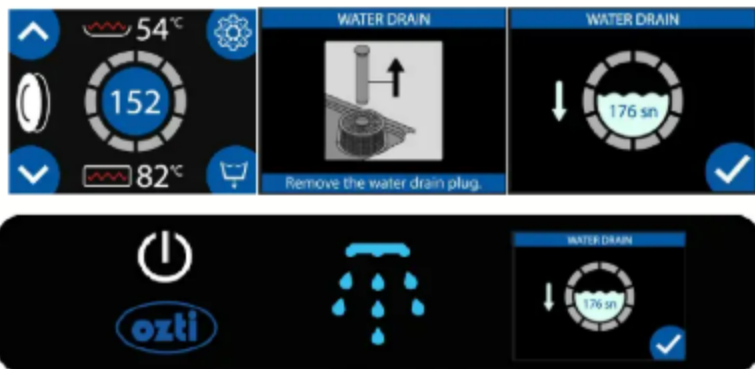 54°C
152
82°C
WATER DRAIN
Remove the water drain plug.
WATER DRAIN
176 sn
ozti
WATER DRAIN
176 sn